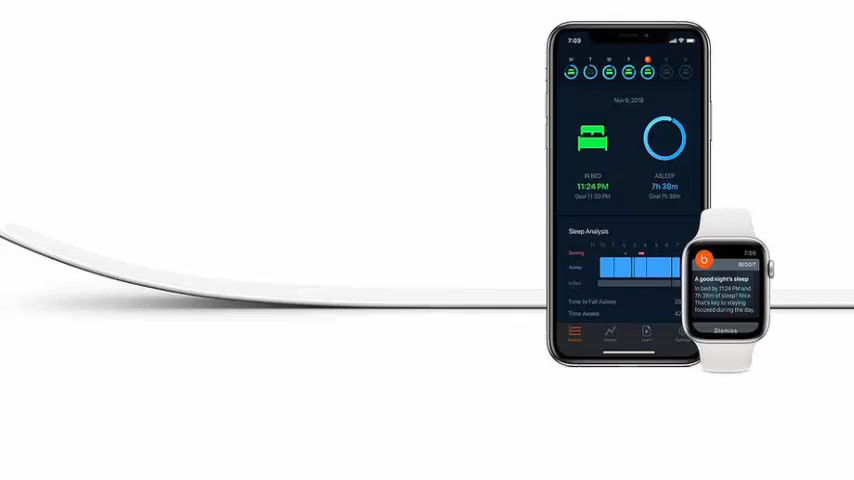 7:09
M T W T F S S
Nov 9, 2018
IN BED
11:24 PM
Goal 11:30 PM
ASLEEP
7h 38m
Goal 7h 30m
Sleep Analysis
Snoring
Asleep
In Bed
Time to Fall Asleep
Time Awake
Learn
7:09
b
BEDDIT
A good night's sleep
In bed by 11:24 PM and
7h 38m of sleep? Nice.
That's key to staying
focused during the day.
Dismiss